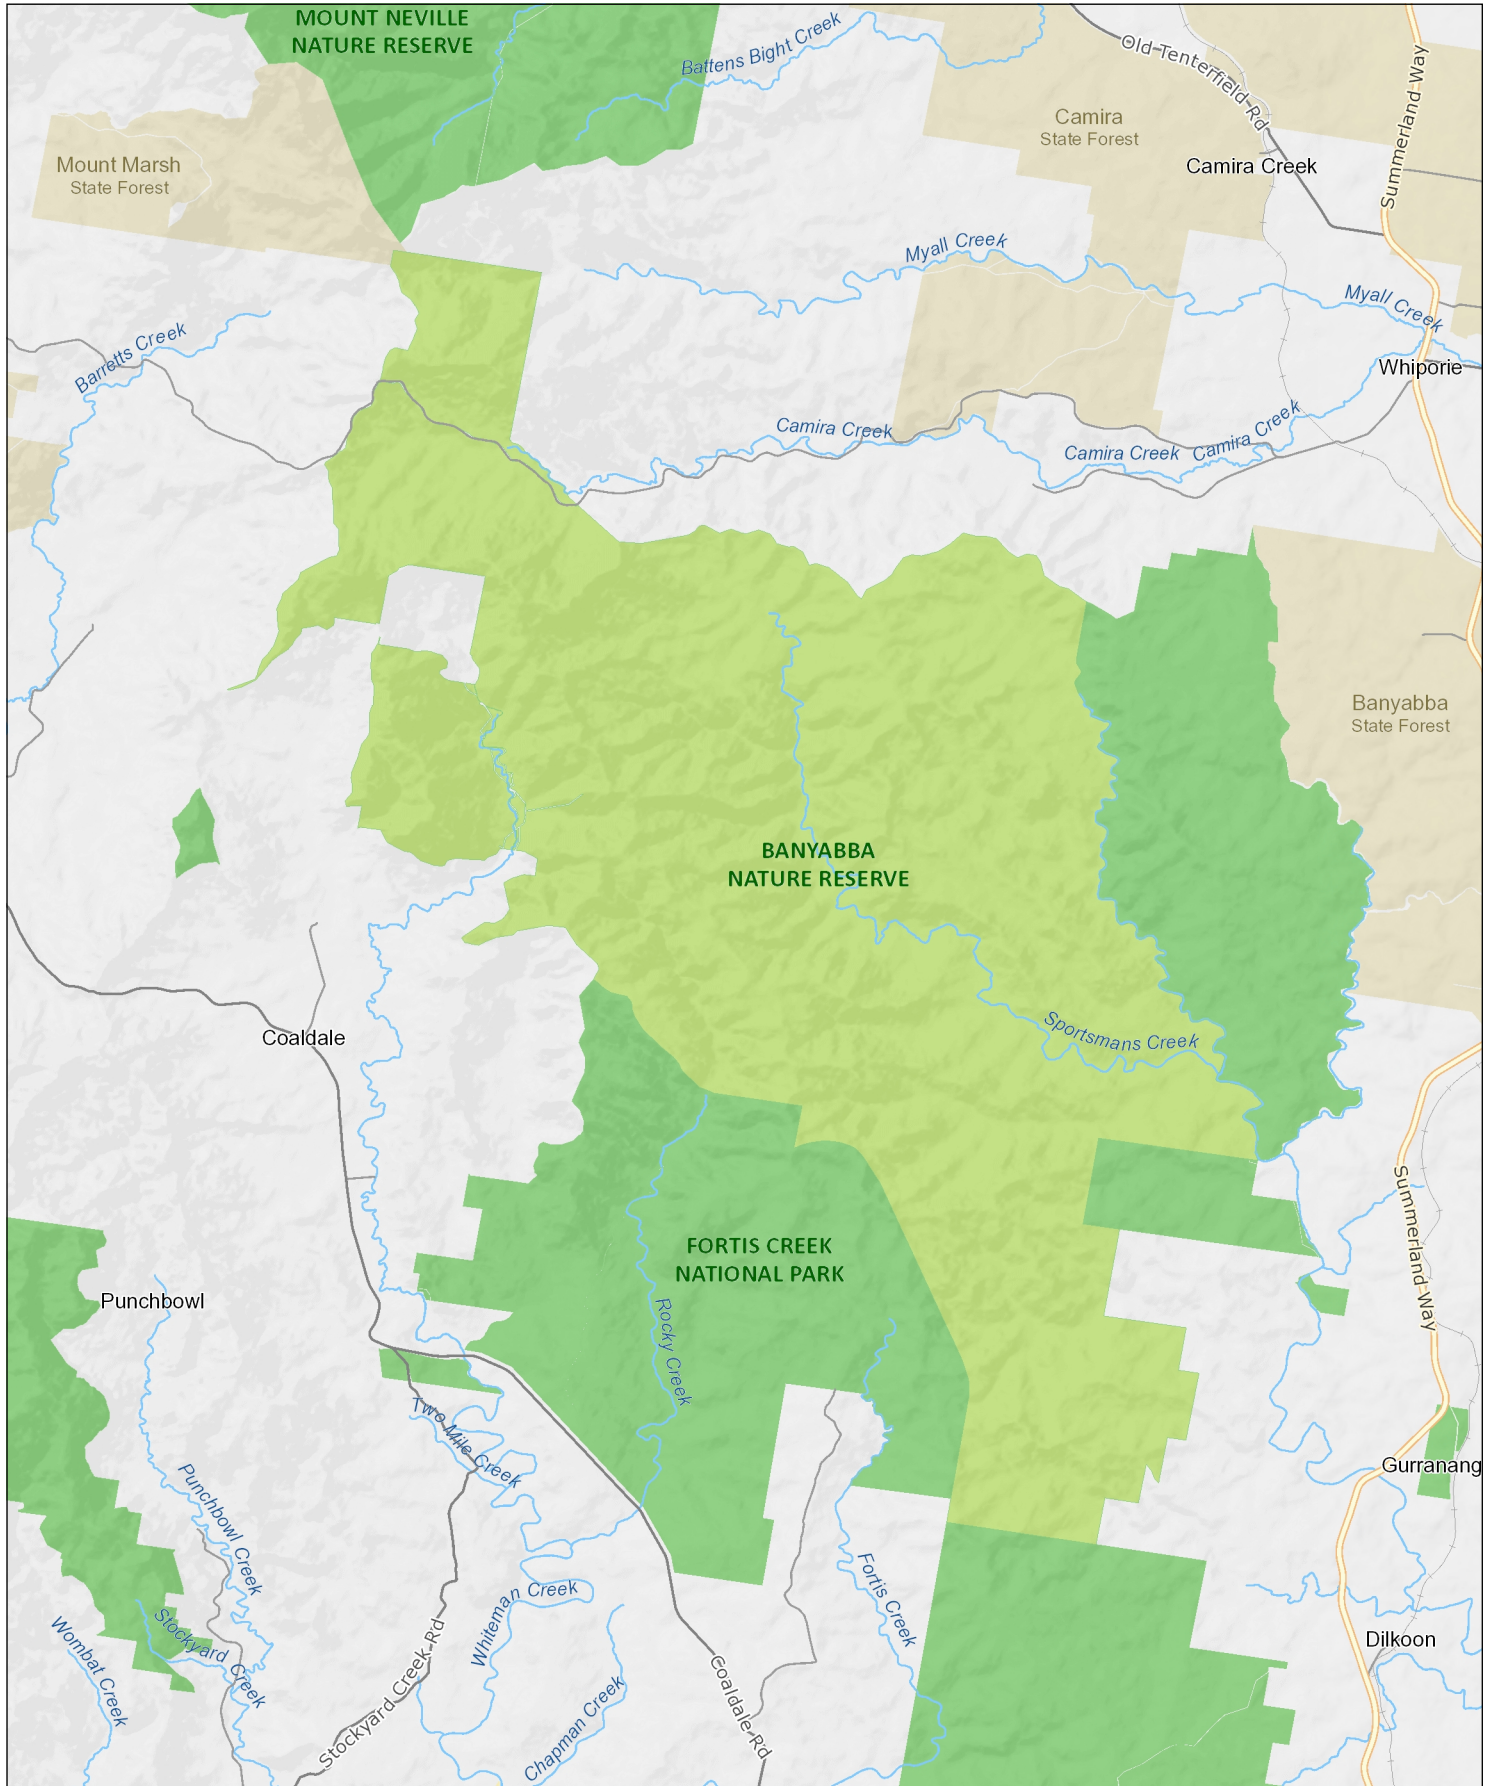 MOUNT NEVILLE
NATURE RESERVE
Battens Bight Creek
Old Tenterfield Rd
Summerland Way
Camira
State Forest
Camira Creek
Mount Marsh
State Forest
Myall Creek
Myall Creek
Barretts Creek
Whiporie
Camira Creek
Camira Creek
Camira Creek
Banyabba
State Forest
BANYABBA
NATURE RESERVE
Sportsmans Creek
Coaldale
Summerland Way
FORTIS CREEK
NATIONAL PARK
Punchbowl
Rocky Creek
Two Mile Creek
Gurranang
Punchbowl Creek
Fortis Creek
Whiteman Creek
Stockyard Creek
Wombat Creek
Dilkoon
Stockyard Creek Rd
Chapman Creek
Coaldale Rd